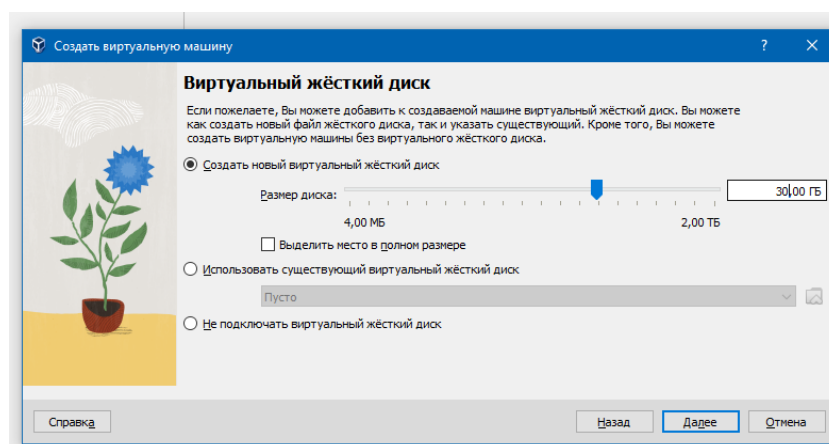 Создать виртуальную машину
?
Виртуальный жёсткий диск
Если пожелаете, Вы можете добавить к создаваемой машине виртуальный жёсткий диск. Вы можете
как создать новый файл жёсткого диска, так и указать существующий. Кроме того, Вы можете
создать виртуальную машины без виртуального жёсткого диска.
Создать новый виртуальный жёсткий диск
Размер диска:
30,00 ГБ
4,00 МБ
2,00 ТБ
Выделить место в полном размере
Использовать существующий виртуальный жёсткий диск
Пусто
Не подключать виртуальный жёсткий диск
Справка
Назад
Далее
Отмена